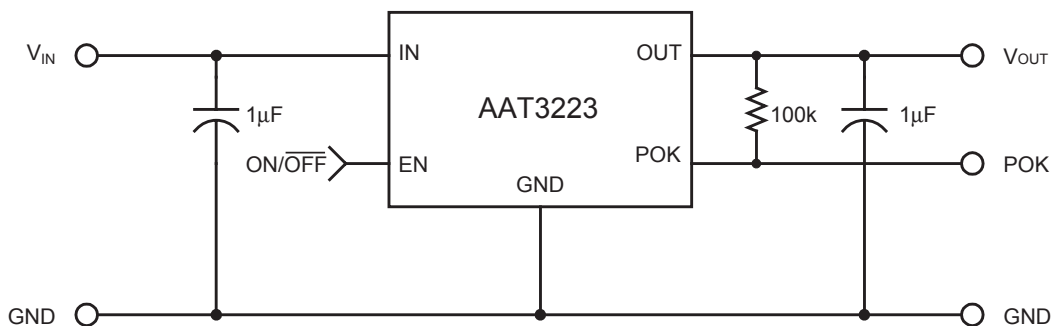 VIN
IN
OUT
VOUT
AAT3223
1μF
100k
1μF
ON/OFF
EN
POK
POK
GND
GND
GND